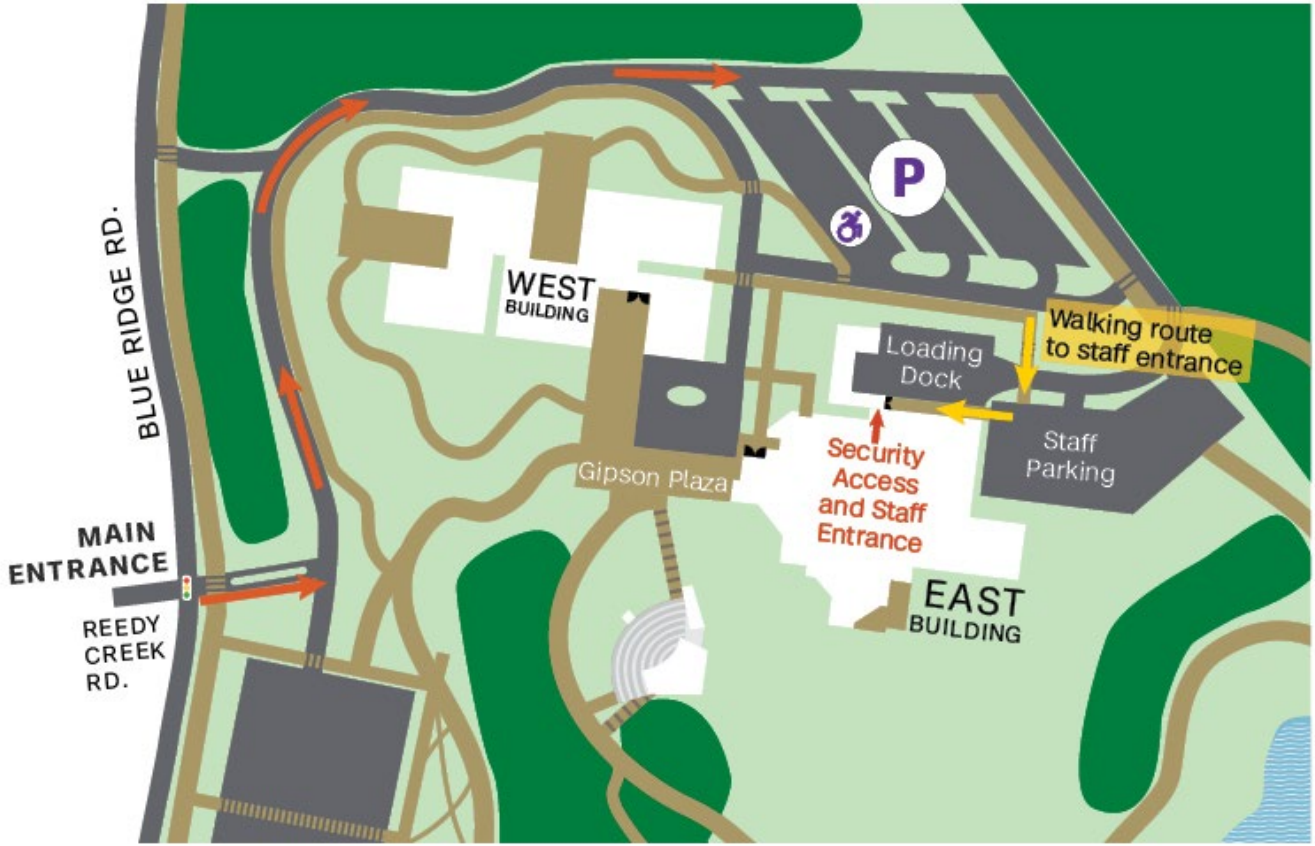 P
WEST
BUILDING
BLUE RIDGE RD.
Walking route
to staff entrance
Loading
Dock
Staff
Parking
Gipson Plaza
Security
Access
and Staff
Entrance
MAIN
ENTRANCE
REEDY
CREEK
RD.
EAST
BUILDING